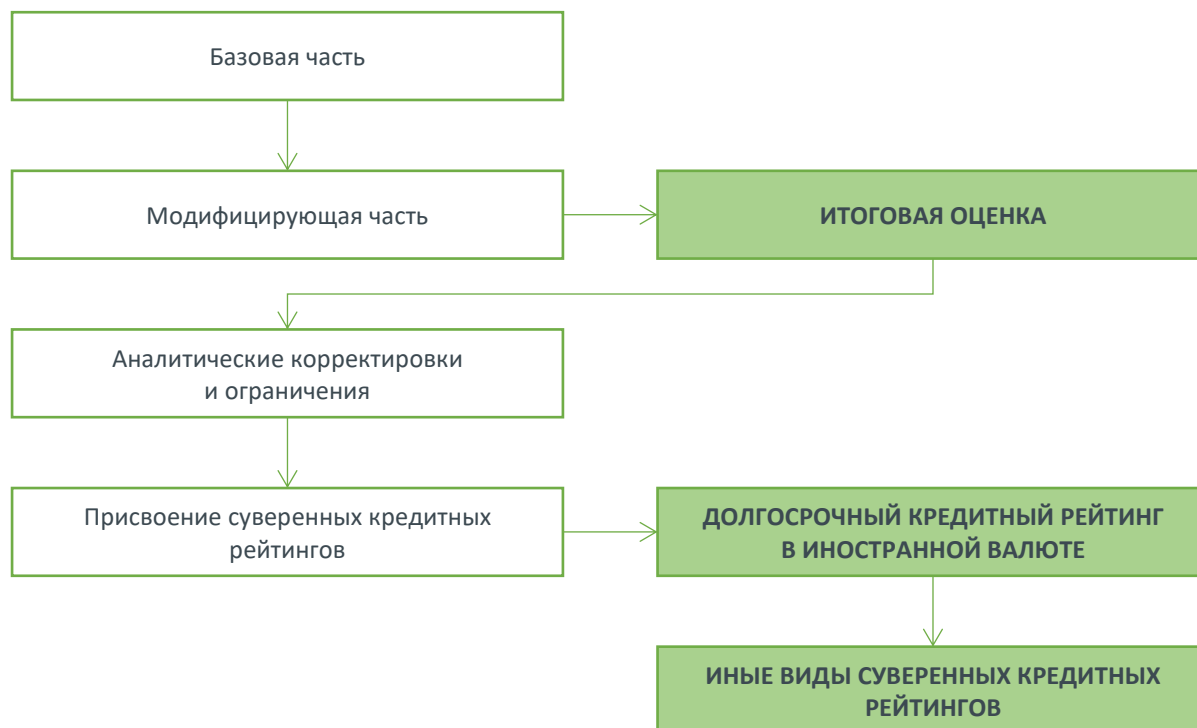 Базовая часть
Модифицирующая часть
ИТОГОВАЯ ОЦЕНКА
Аналитические корректировки
и ограничения
Присвоение суверенных кредитных
рейтингов
ДОЛГОСРОЧНЫЙ КРЕДИТНЫЙ РЕЙТИНГ
В ИНОСТРАННОЙ ВАЛЮТЕ
ИНЫЕ ВИДЫ СУВЕРЕННЫХ КРЕДИТНЫХ
РЕЙТИНГОВ